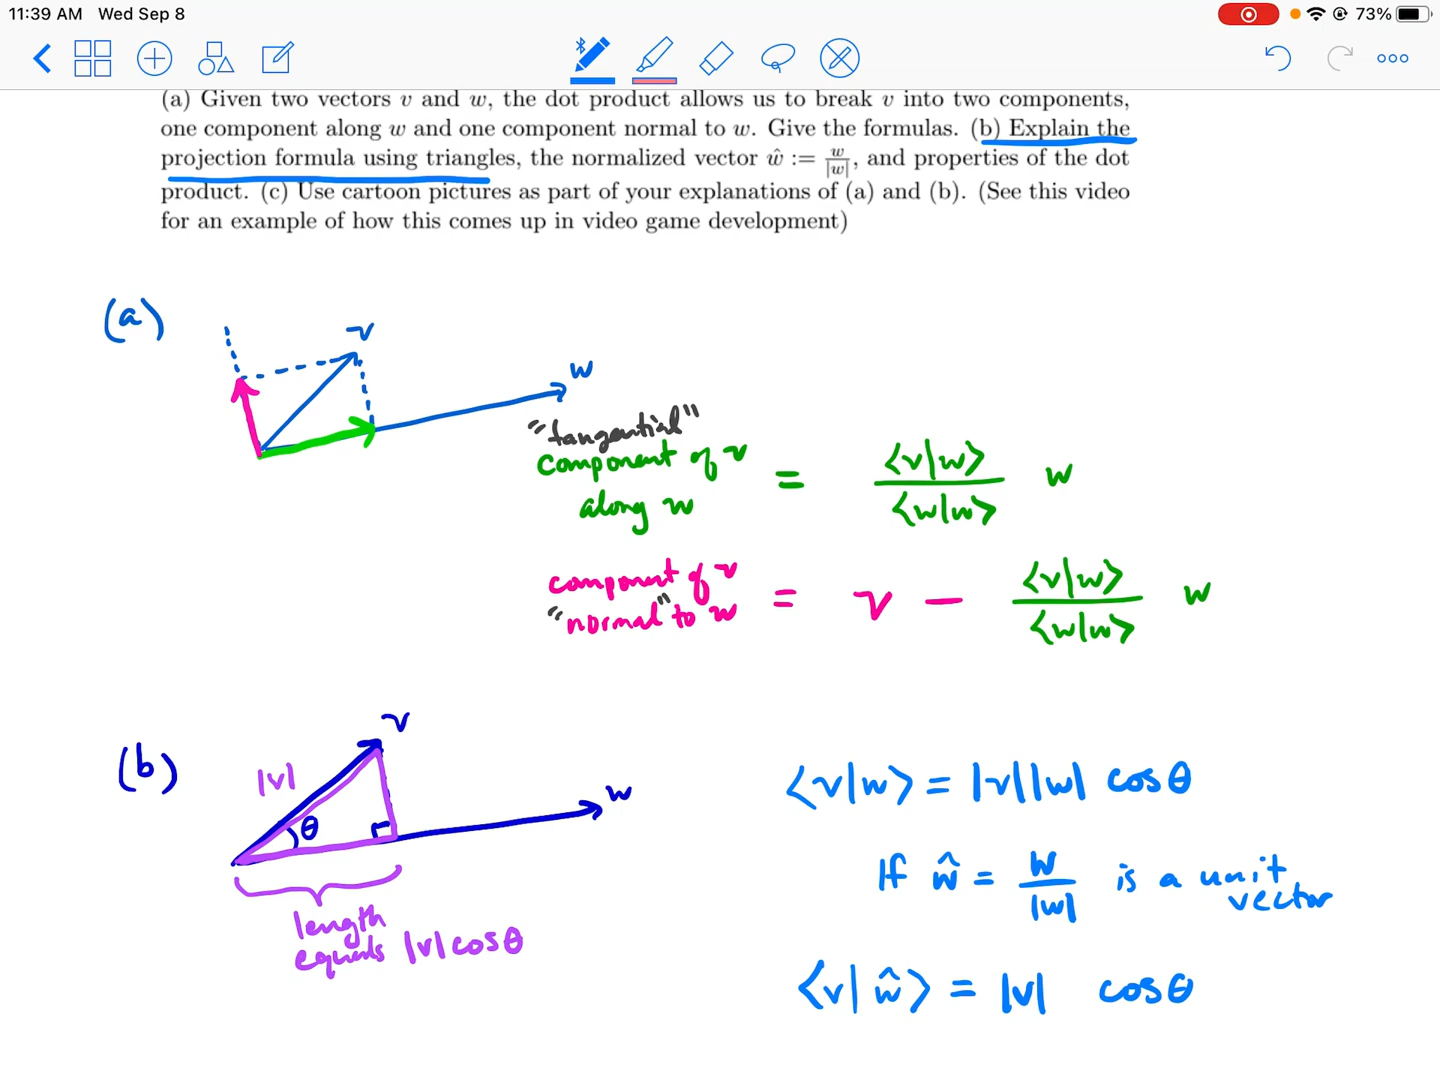 11:39 AM Wed Sep 8
73%
(a) Given two vectors v and w, the dot product allows us to break v into two components,
one component along w and one component normal to w. Give the formulas. (b) Explain the
projection formula using triangles, the normalized vector ŵ := w/|w|, and properties of the dot
product. (c) Use cartoon pictures as part of your explanations of (a) and (b). (See this video
for an example of how this comes up in video game development)
(a)
v
w
"tangential"
component of v
along w
= <v|w>/<w|w> w
component of v
"normal" to w
= v - <v|w>/<w|w> w
(b)
v
|v|
θ
w
length
equals |v| cosθ
<v|w> = |v||w| cosθ
If ŵ = w/|w| is a unit
vector
<v|ŵ> = |v| cosθ